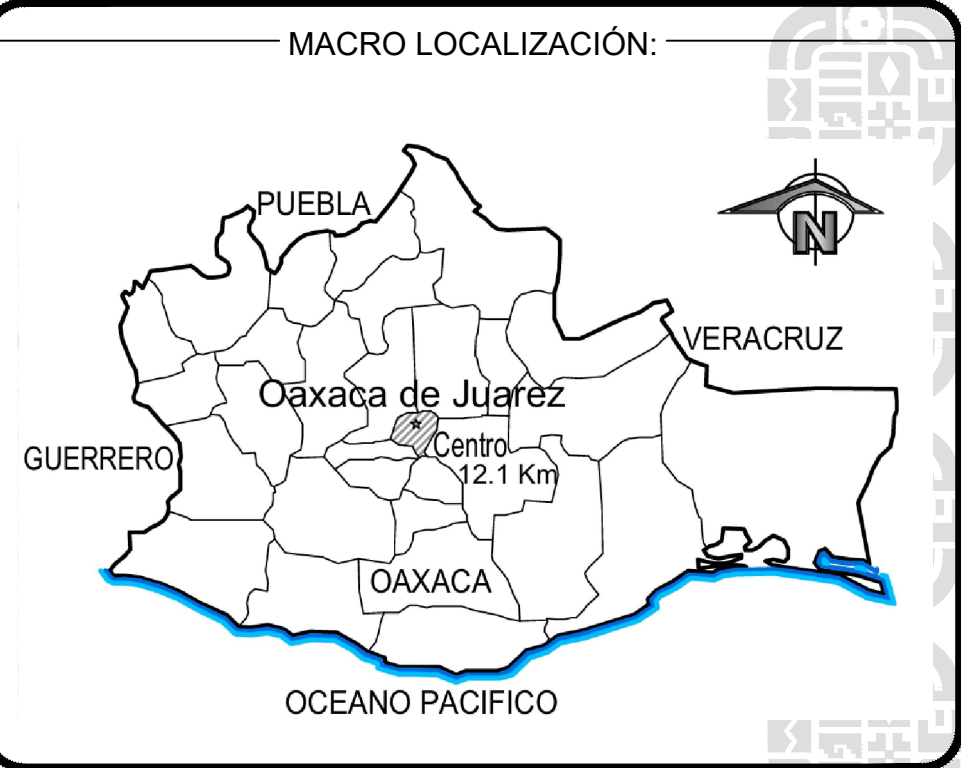 MACRO LOCALIZACIÓN:
PUEBLA
N
VERACRUZ
Oaxaca de Juarez
GUERRERO
Centro
12.1 Km
OAXACA
OCEANO PACIFICO